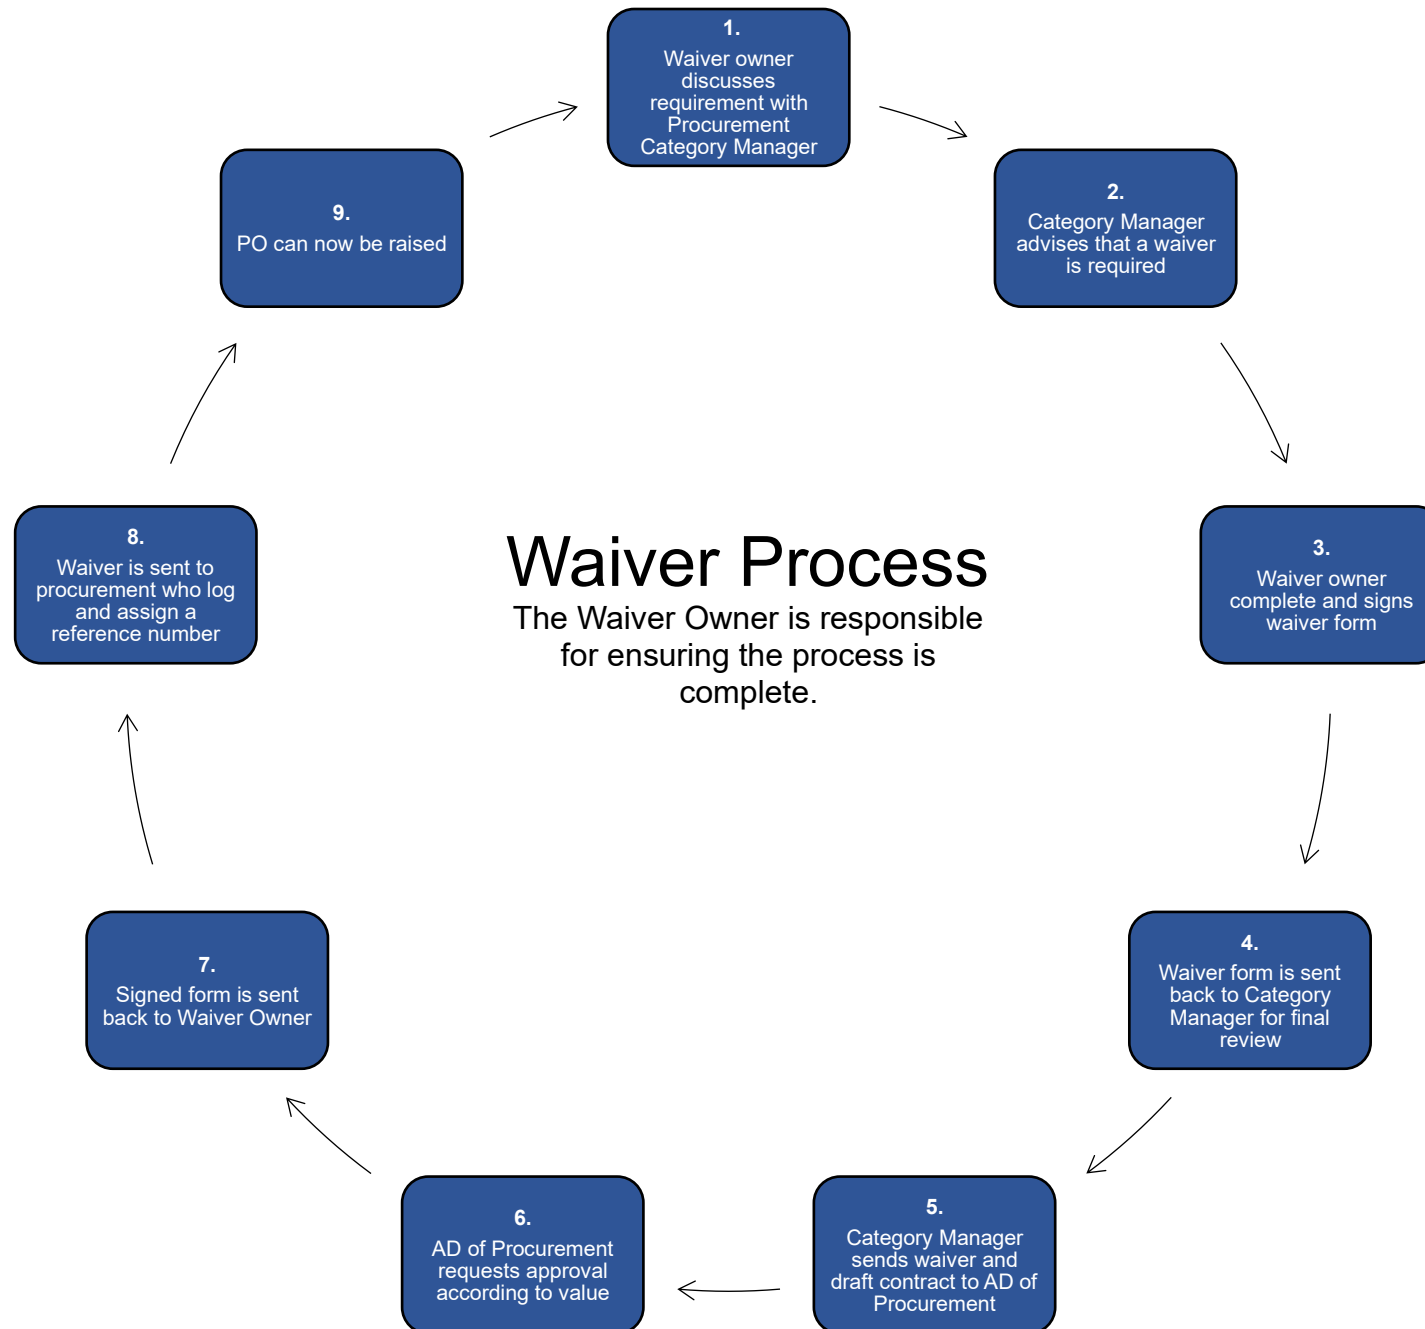 1.
Waiver owner
discusses
requirement with
Procurement
Category Manager
2.
Category Manager
advises that a waiver
is required
3.
Waiver owner
complete and signs
waiver form
4.
Waiver form is sent
back to Category
Manager for final
review
5.
Category Manager
sends waiver and
draft contract to AD of
Procurement
6.
AD of Procurement
requests approval
according to value
7.
Signed form is sent
back to Waiver Owner
8.
Waiver is sent to
procurement who log
and assign a
reference number
9.
PO can now be raised
Waiver Process
The Waiver Owner is responsible
for ensuring the process is
complete.